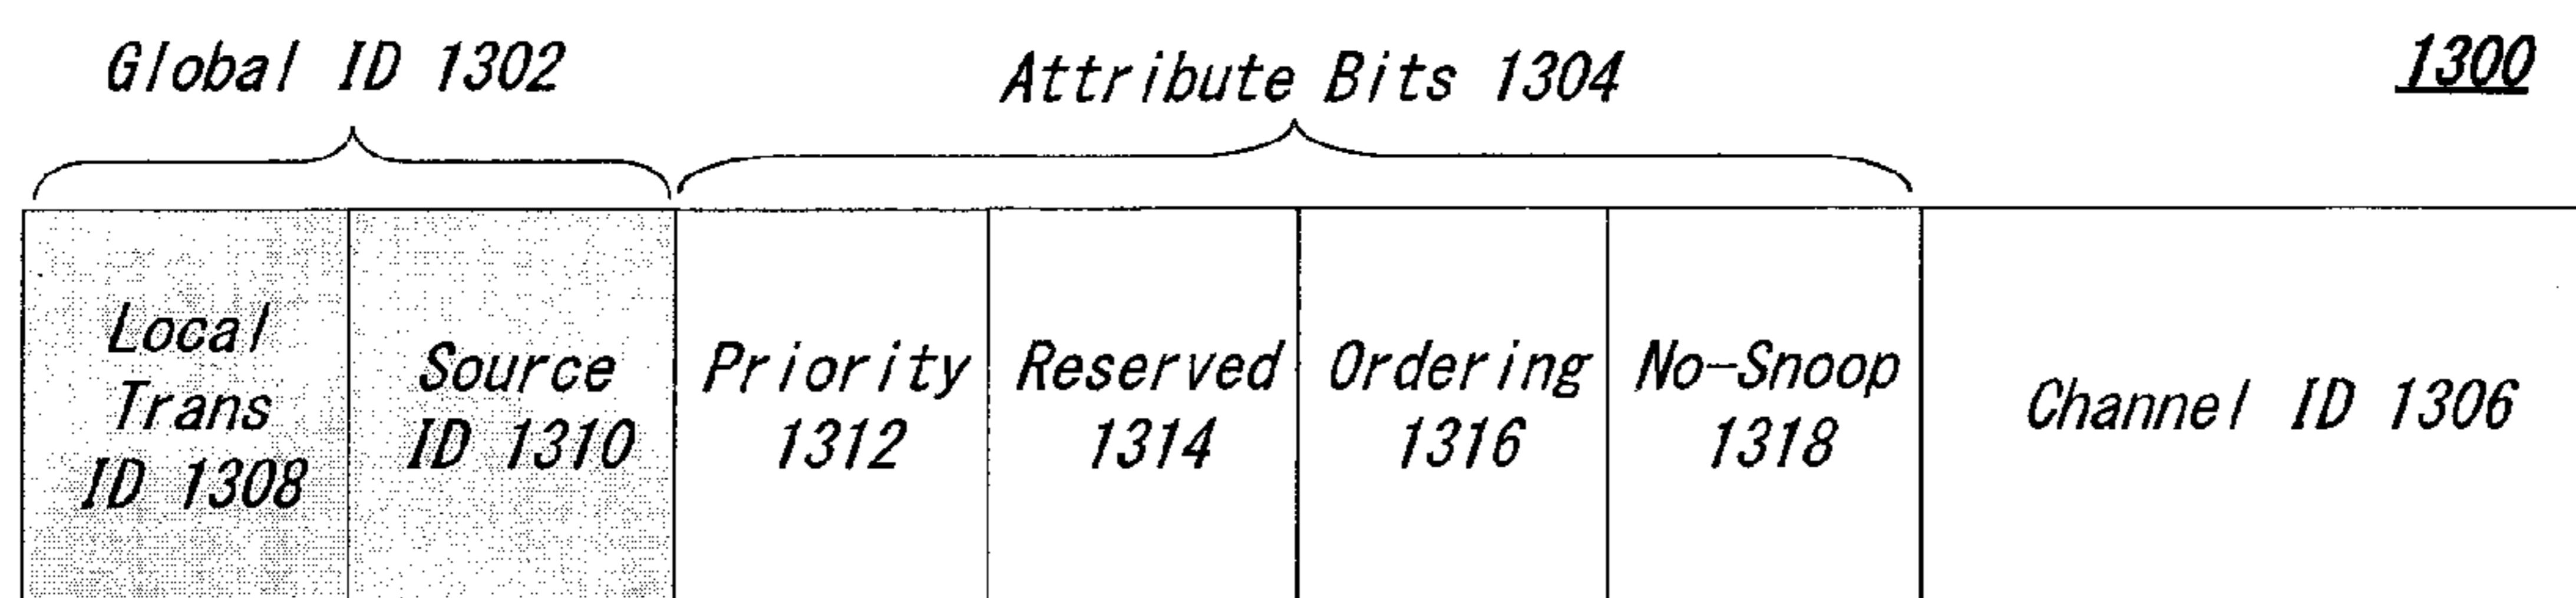 Global ID 1302
Attribute Bits 1304
1300
Local
Trans
ID 1308
Source
ID 1310
Priority
1312
Reserved
1314
Ordering
1316
No-Snoop
1318
Channel ID 1306